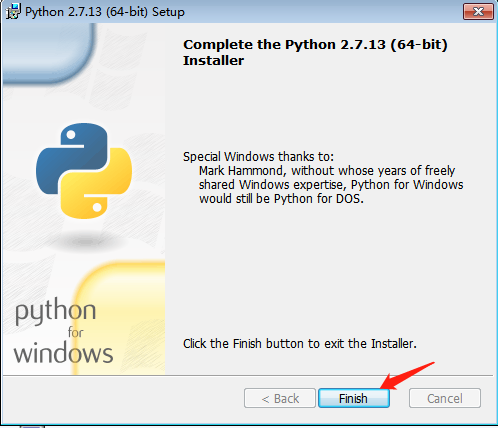 Python 2.7.13 (64-bit) Setup
Complete the Python 2.7.13 (64-bit)
Installer
Special Windows thanks to:
Mark Hammond, without whose years of freely
shared Windows expertise, Python for Windows
would still be Python for DOS.
python
for
windows
Click the Finish button to exit the Installer.
< Back
Finish
Cancel